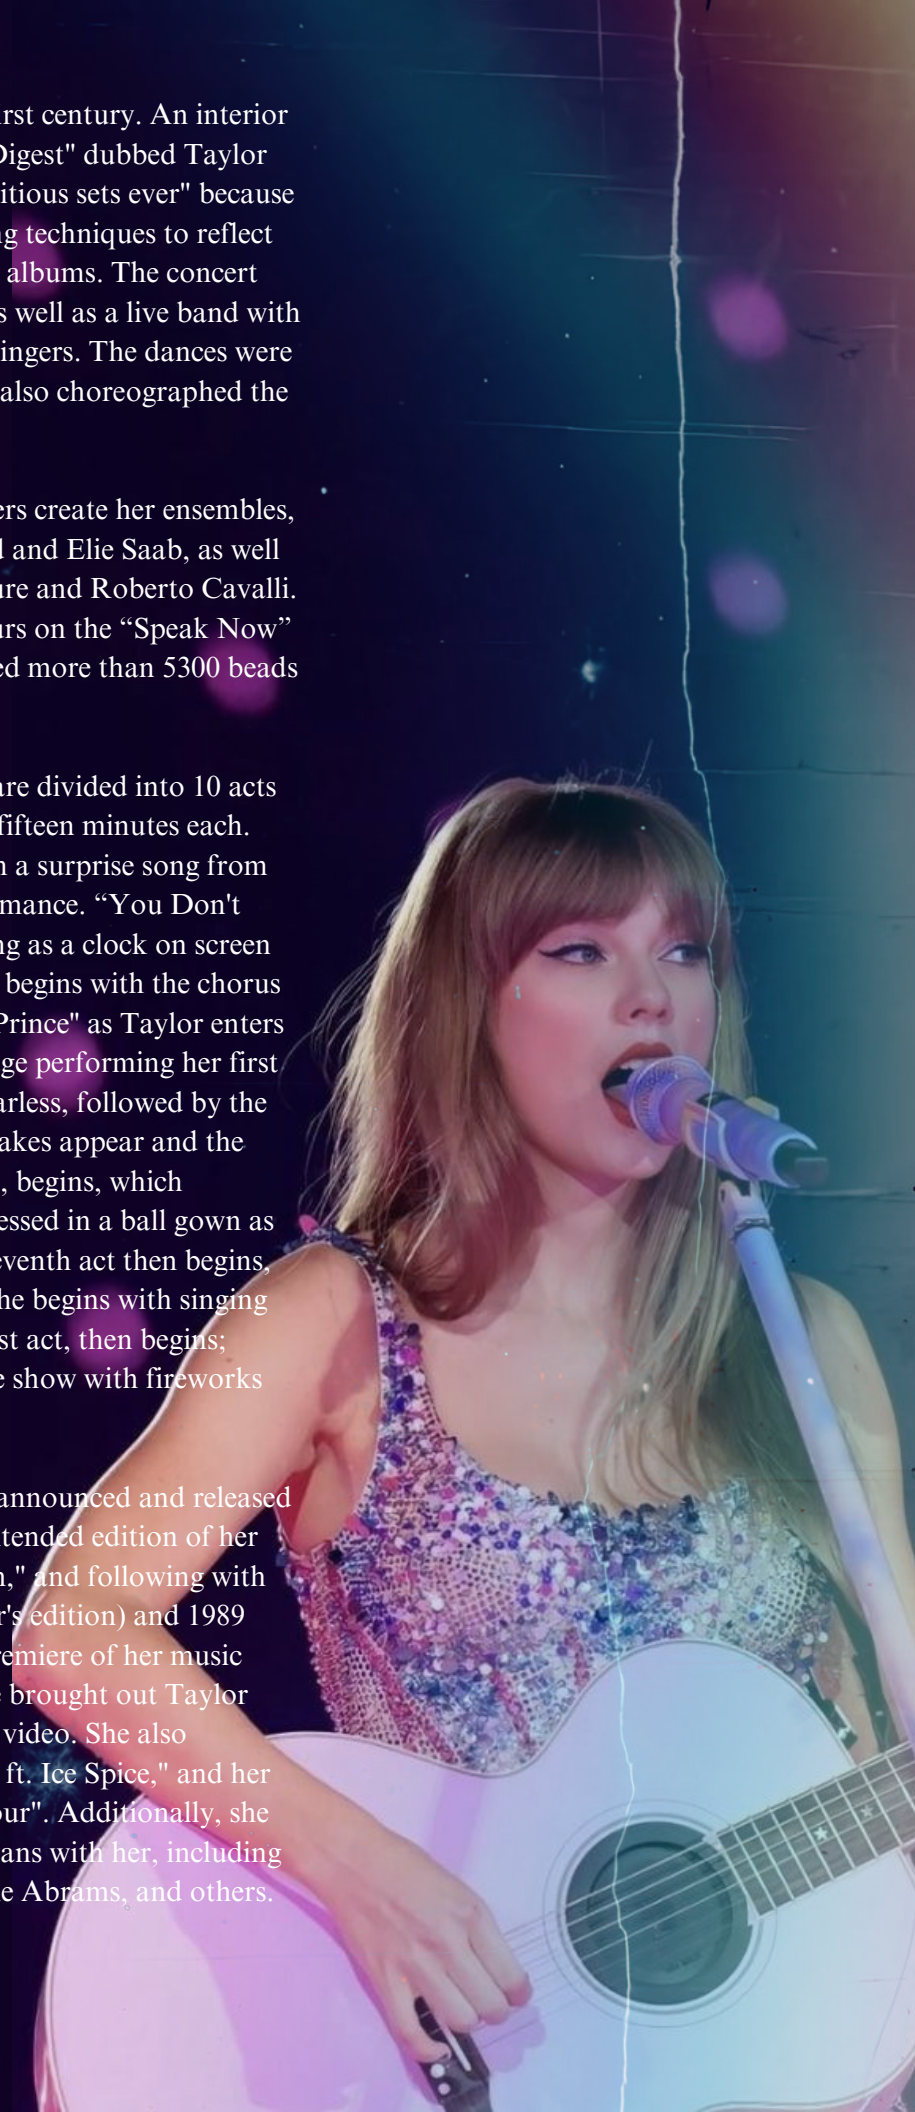 rst century. An interior
Digest" dubbed Taylor
itious sets ever" because
g techniques to reflect
albums. The concert
s well as a live band with
ingers. The dances were
also choreographed the
ers create her ensembles,
d and Elie Saab, as well
ure and Roberto Cavalli.
urs on the “Speak Now”
ed more than 5300 beads
are divided into 10 acts
fifteen minutes each.
n a surprise song from
mance. “You Don't
ng as a clock on screen
begins with the chorus
Prince" as Taylor enters
ge performing her first
arless, followed by the
akes appear and the
, begins, which
essed in a ball gown as
eventh act then begins,
he begins with singing
st act, then begins;
e show with fireworks
announced and released
tended edition of her
n," and following with
r's edition) and 1989
remiere of her music
e brought out Taylor
video. She also
ft. Ice Spice," and her
our". Additionally, she
ans with her, including
e Abrams, and others.